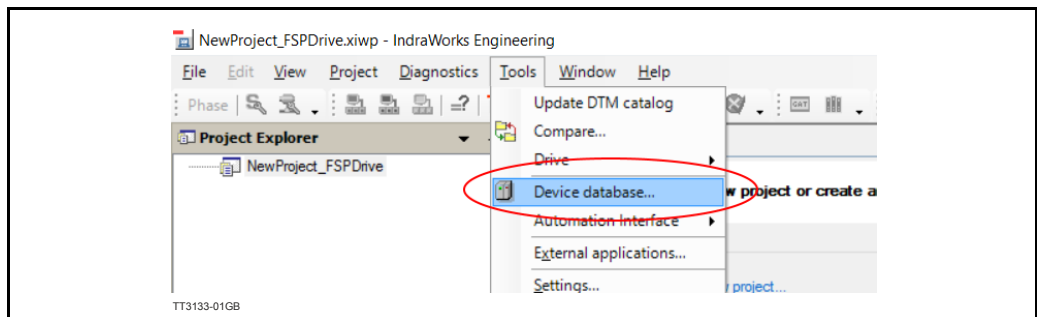 NewProject_FSPDrive.xiwp - IndraWorks Engineering
File Edit View Project Diagnostics Tools Window Help
Phase =? Update DTM catalog GAT
Project Explorer Compare...
NewProject_FSPDrive Drive
Device database... w project or create a
Automation Interface
External applications...
Settings... project...
TT3133-01GB